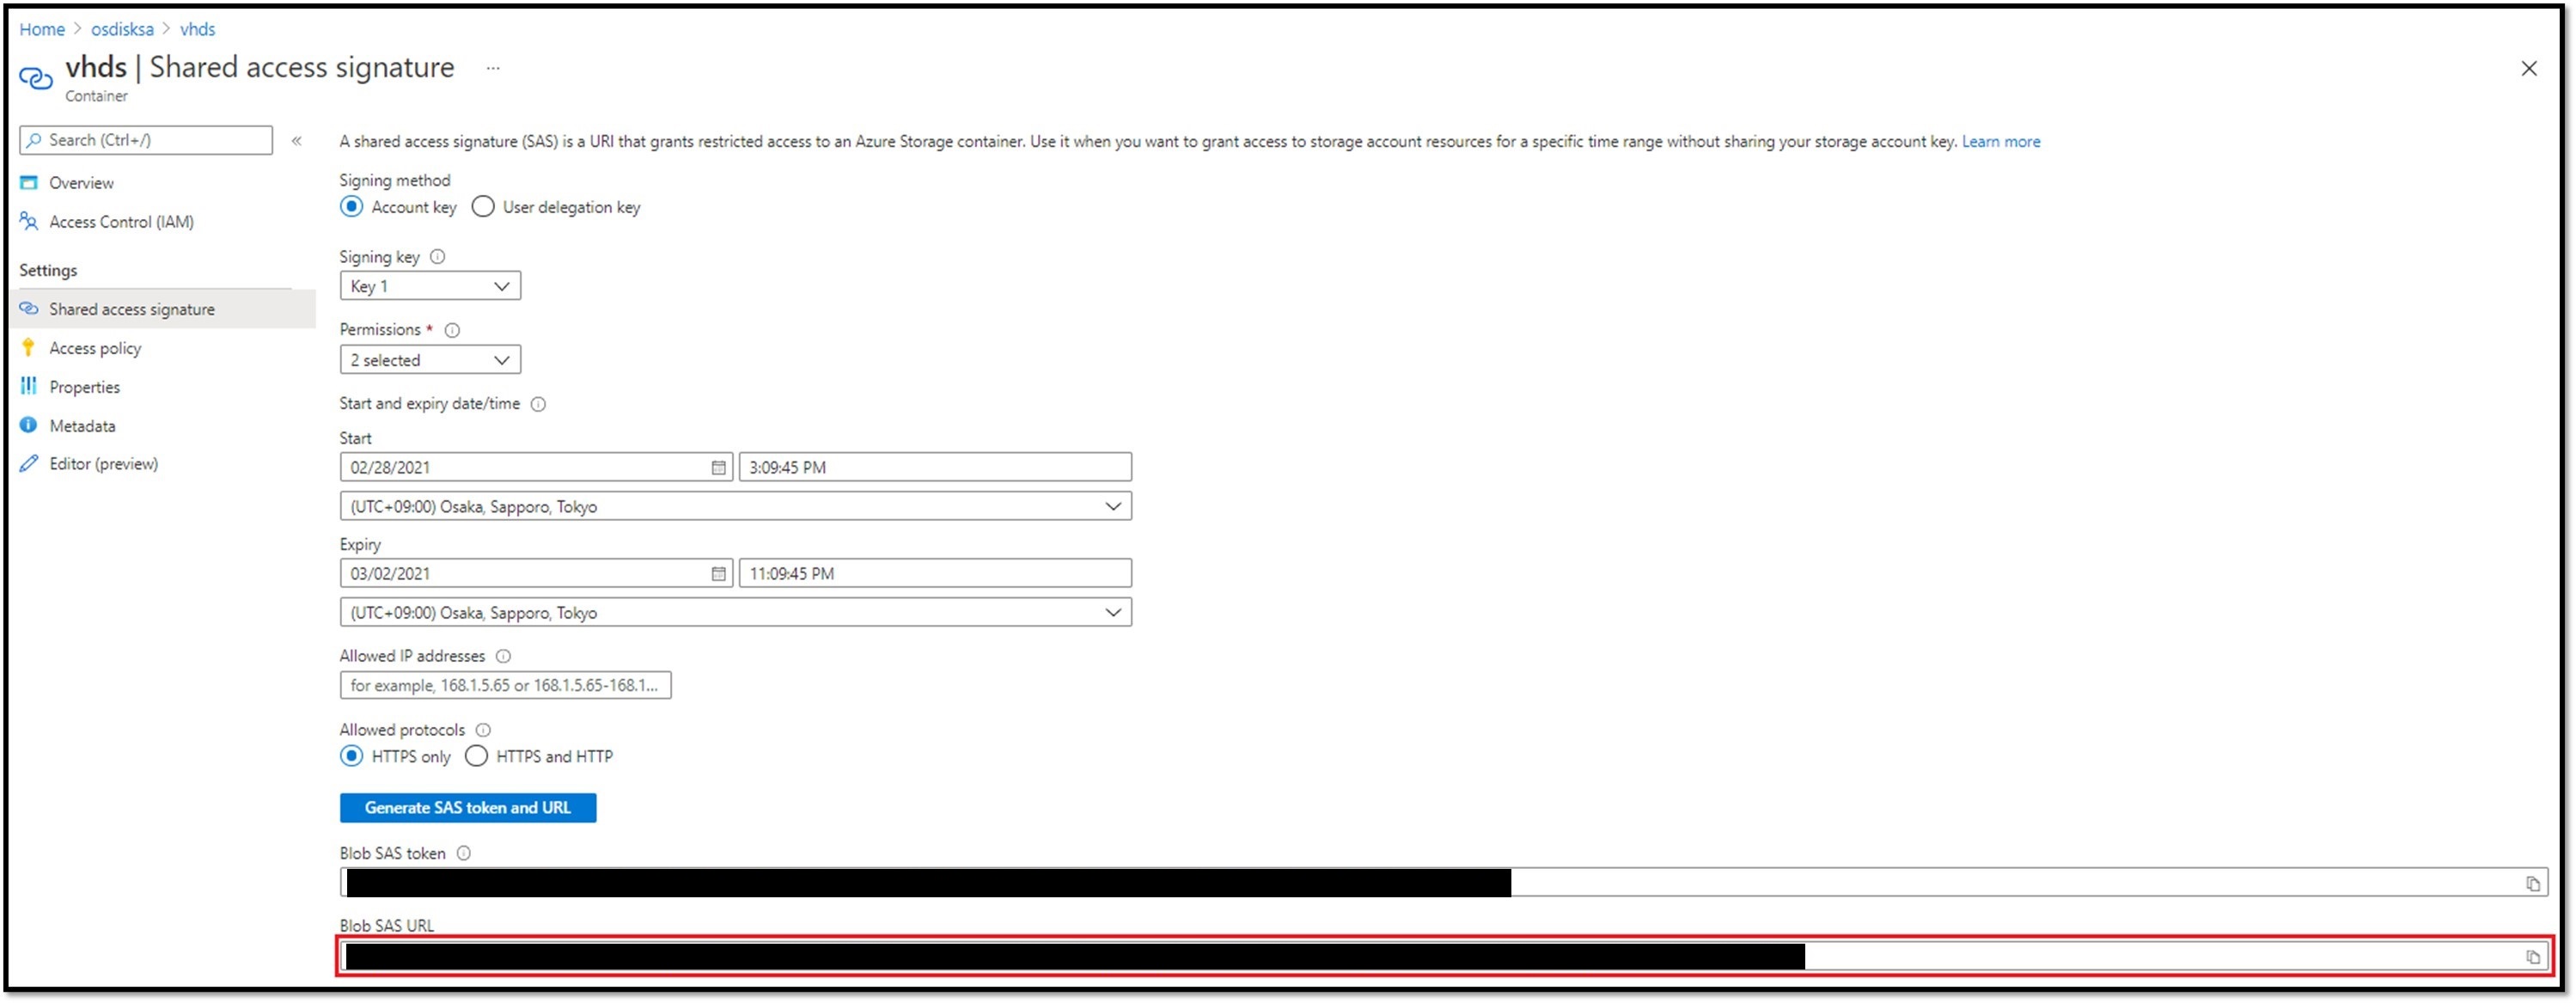 Home > osdisksa > vhds
vhds | Shared access signature ...
Container
Search (Ctrl+/) «
Overview
Access Control (IAM)
Settings
Shared access signature
Access policy
Properties
Metadata
Editor (preview)
A shared access signature (SAS) is a URI that grants restricted access to an Azure Storage container. Use it when you want to grant access to storage account resources for a specific time range without sharing your storage account key. Learn more
Signing method
Account key User delegation key
Signing key
Key 1
Permissions *
2 selected
Start and expiry date/time
Start
02/28/2021 3:09:45 PM
(UTC+09:00) Osaka, Sapporo, Tokyo
Expiry
03/02/2021 11:09:45 PM
(UTC+09:00) Osaka, Sapporo, Tokyo
Allowed IP addresses
for example, 168.1.5.65 or 168.1.5.65-168.1...
Allowed protocols
HTTPS only HTTPS and HTTP
Generate SAS token and URL
Blob SAS token
Blob SAS URL